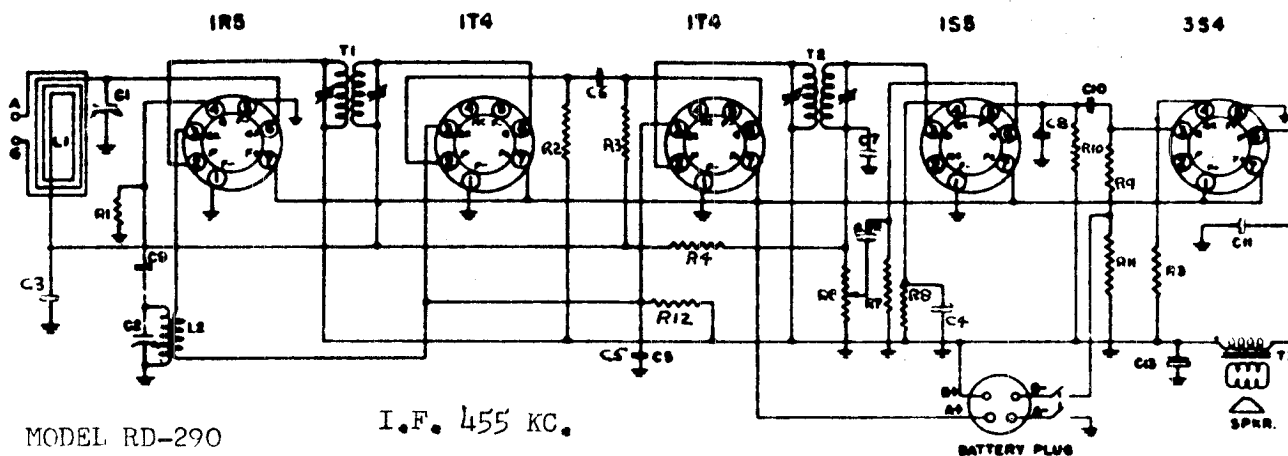 1R5 1T4 1T4 1S5 3S4
T1 T2
A
B
L1
C1
R1
C9
C3
C2
L2
R2
C6
R3
R4
R12
C5
C7
R6
R7
R8
C4
C8
R10
C10
R9
R11
R3
C11
C13
B+ B-
A+ A-
BATTERY PLUG
SPKR.
MODEL RD-290
I.F. 455 KC.